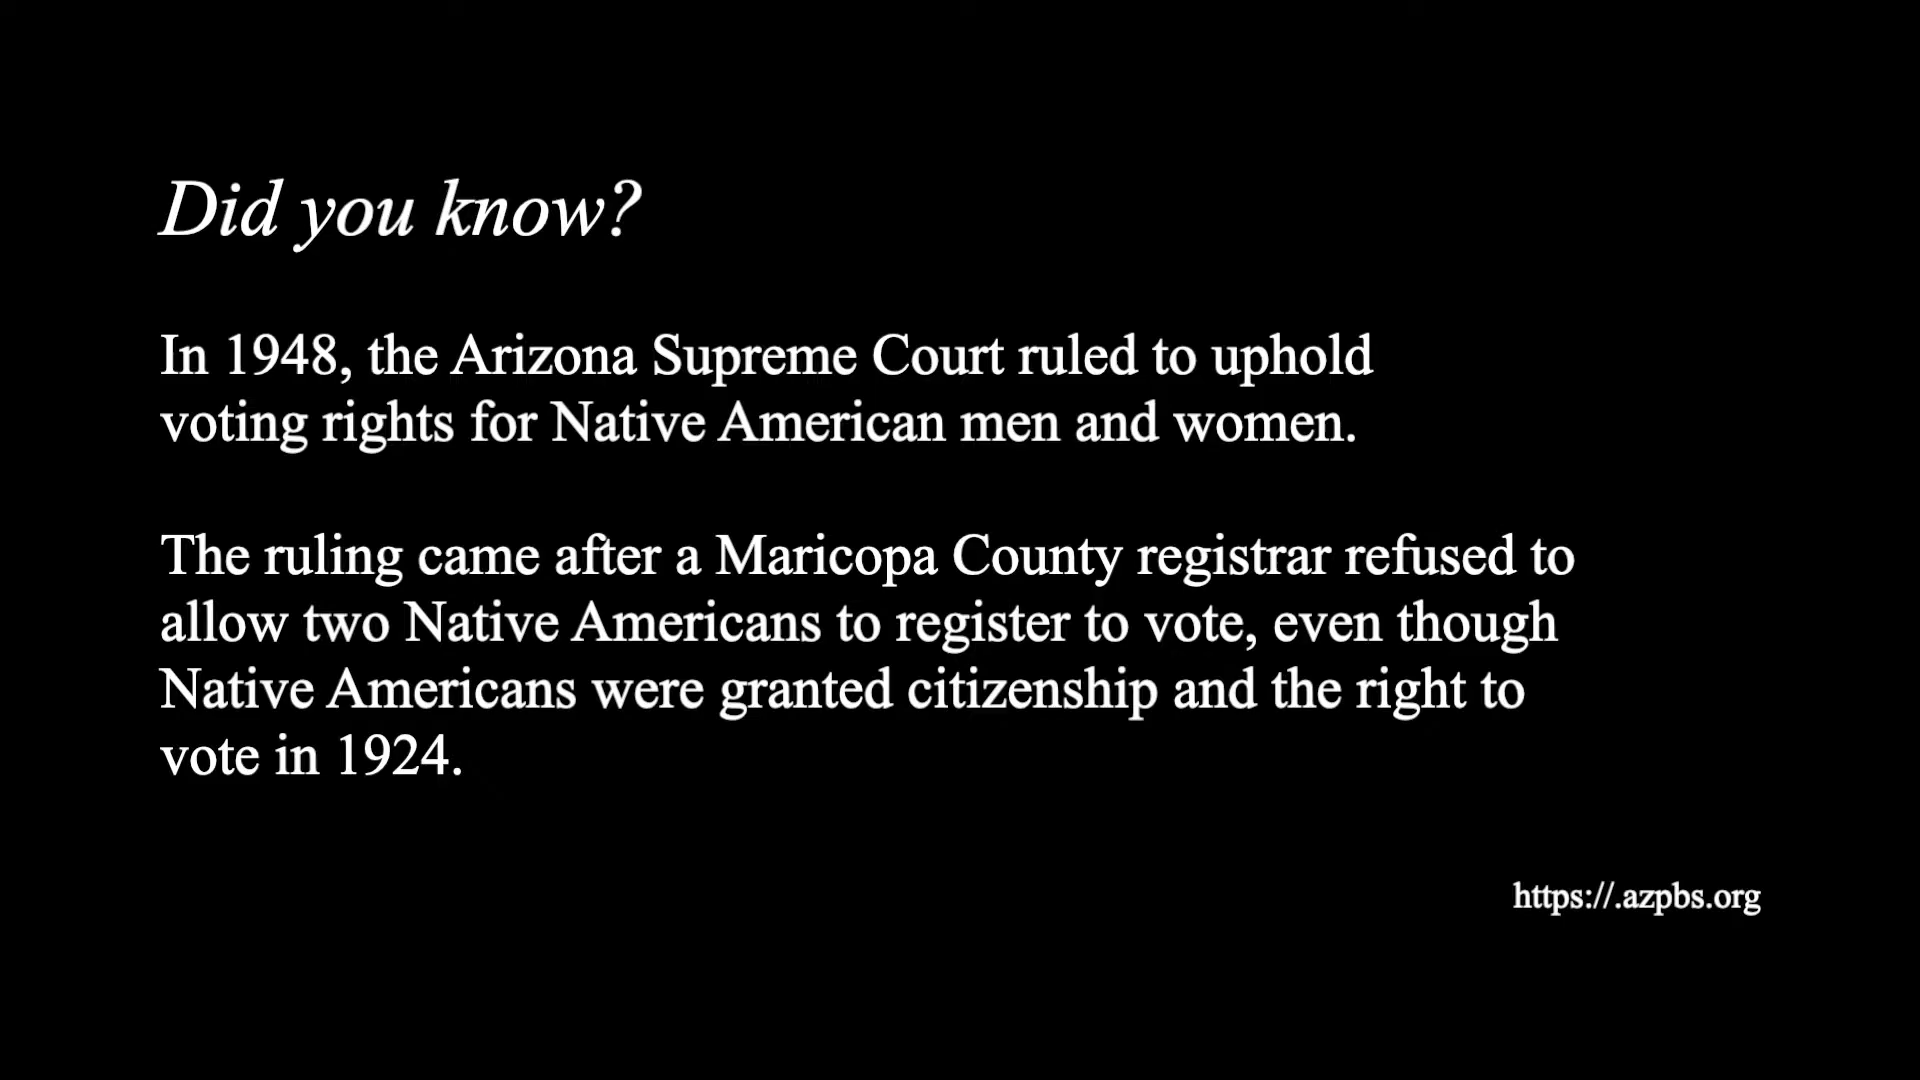 Did you know?
In 1948, the Arizona Supreme Court ruled to uphold
voting rights for Native American men and women.
The ruling came after a Maricopa County registrar refused to
allow two Native Americans to register to vote, even though
Native Americans were granted citizenship and the right to
vote in 1924.
https://.azpbs.org